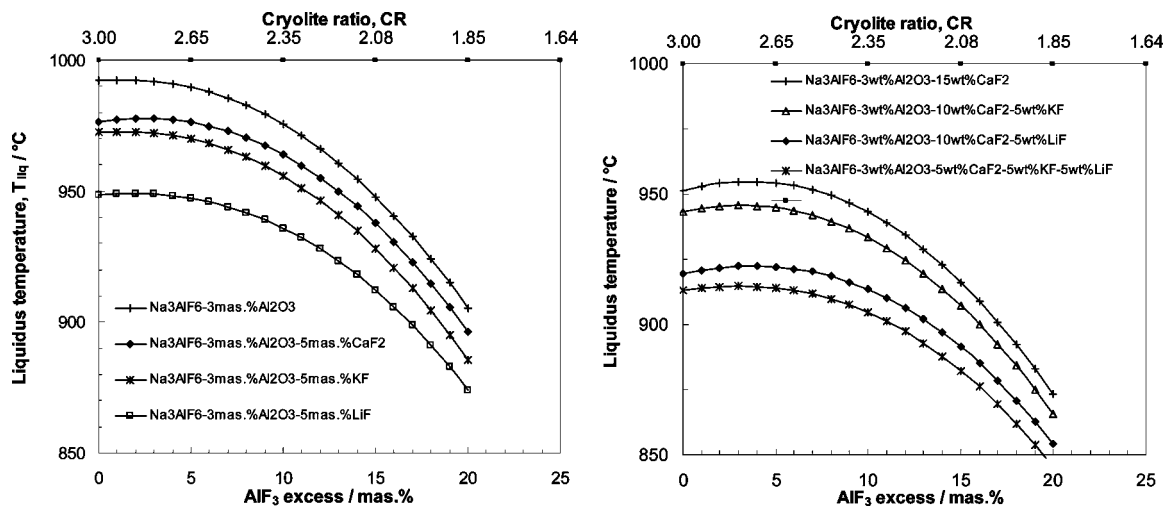 Cryolite ratio, CR
3.00 2.65 2.35 2.08 1.85 1.64
1000
950
900
850
Liquidus temperature, T liq / °C
Na3AlF6-3mas.%Al2O3
Na3AlF6-3mas.%Al2O3-5mas.%CaF2
Na3AlF6-3mas.%Al2O3-5mas.%KF
Na3AlF6-3mas.%Al2O3-5mas.%LiF
0 5 10 15 20 25
AlF3 excess / mas.%
Cryolite ratio, CR
3.00 2.65 2.35 2.08 1.85 1.64
1000
950
900
850
Liquidus temperature / °C
Na3AlF6-3wt%Al2O3-15wt%CaF2
Na3AlF6-3wt%Al2O3-10wt%CaF2-5wt%KF
Na3AlF6-3wt%Al2O3-10wt%CaF2-5wt%LiF
Na3AlF6-3wt%Al2O3-5wt%CaF2-5wt%KF-5wt%LiF
0 5 10 15 20 25
AlF3 excess / mas.%